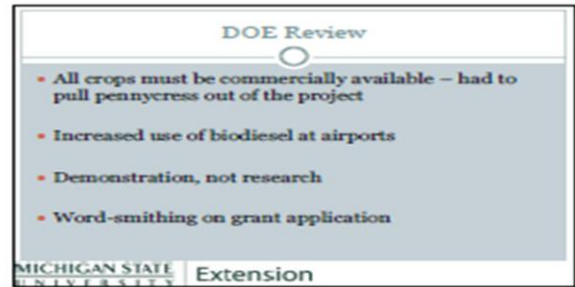 DOE Review
• All crops must be commercially available – had to
pull pennycress out of the project
• Increased use of biodiesel at airports
• Demonstration, not research
• Word-smithing on grant application
MICHIGAN STATE
UNIVERSITY
Extension